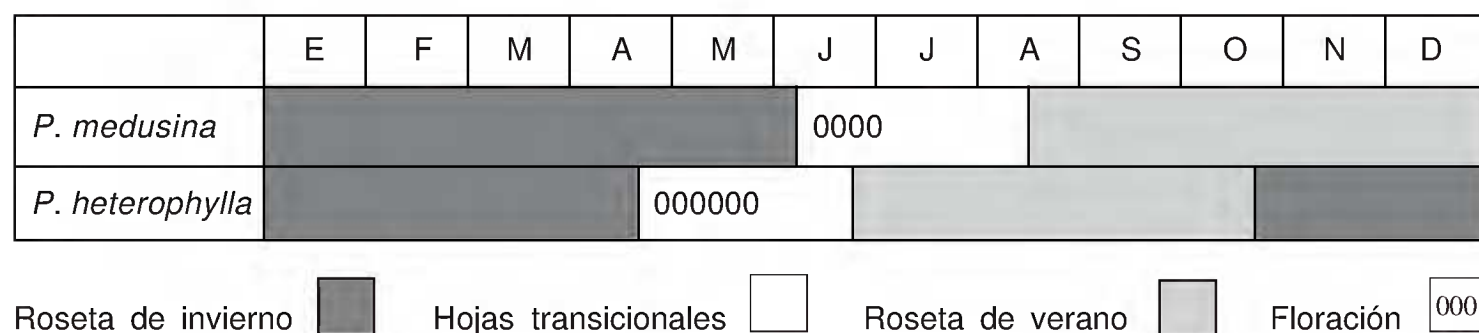 E F M A M J J A S O N D
P. medusina 0000
P. heterophylla 000000
Roseta de invierno Hojas transicionales Roseta de verano Floración 000